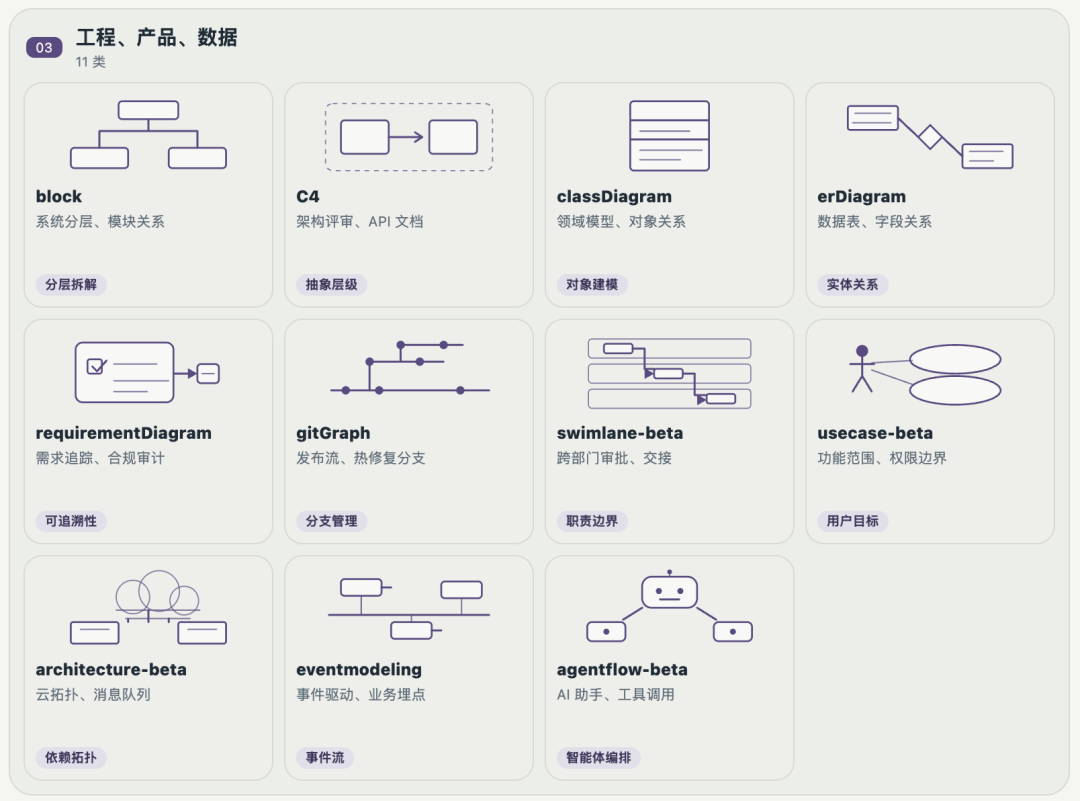 03
工程、产品、数据
11 类
block
系统分层、模块关系
分层拆解
C4
架构评审、API 文档
抽象层级
classDiagram
领域模型、对象关系
对象建模
erDiagram
数据表、字段关系
实体关系
requirementDiagram
需求追踪、合规审计
可追溯性
gitGraph
发布流、热修复分支
分支管理
swimlane-beta
跨部门审批、交接
职责边界
usecase-beta
功能范围、权限边界
用户目标
architecture-beta
云拓扑、消息队列
依赖拓扑
eventmodeling
事件驱动、业务埋点
事件流
agentflow-beta
AI 助手、工具调用
智能体编排